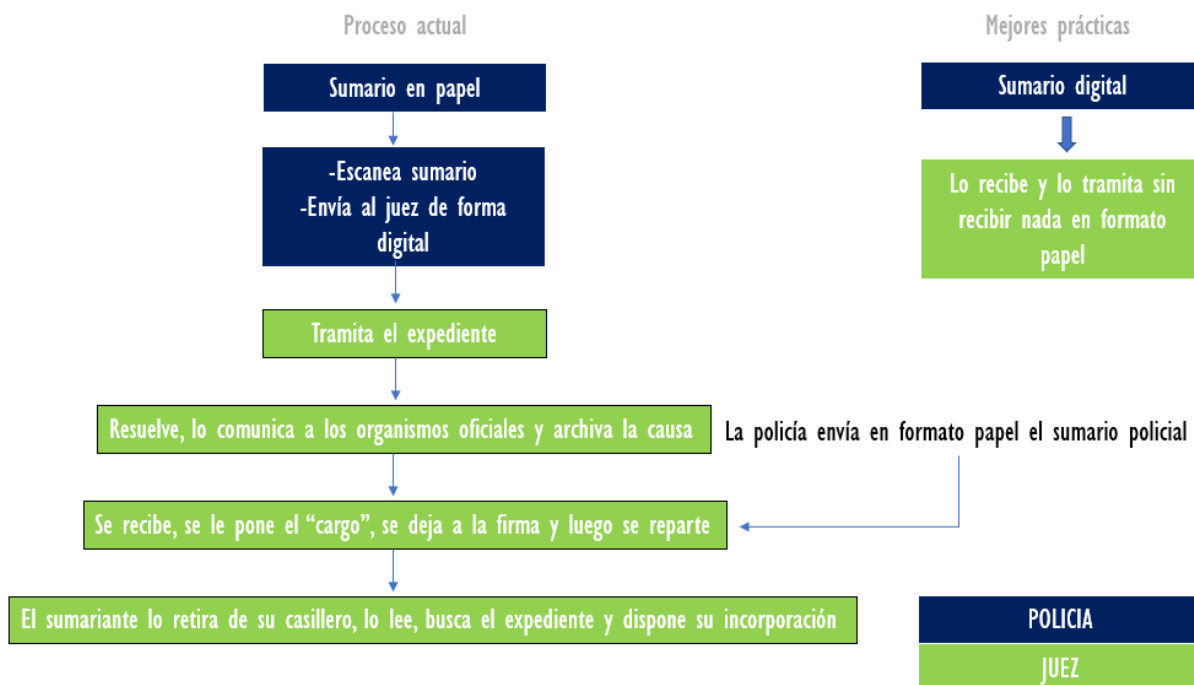 Proceso actual
Mejores prácticas
Sumario en papel
Sumario digital
-Escanea sumario
-Envía al juez de forma
digital
Lo recibe y lo tramita sin
recibir nada en formato
papel
Tramita el expediente
Resuelve, lo comunica a los organismos oficiales y archiva la causa
La policía envía en formato papel el sumario policial
Se recibe, se le pone el “cargo”, se deja a la firma y luego se reparte
El sumariante lo retira de su casillero, lo lee, busca el expediente y dispone su incorporación
POLICIA
JUEZ